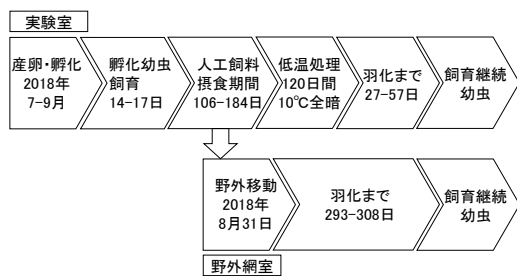 実験室
産卵・孵化
2018年
7-9月
孵化幼虫
飼育
14-17日
人工飼料
摂食期間
106-184日
低温処理
120日間
10℃全暗
羽化まで
27-57日
飼育継続
幼虫
野外移動
2018年
8月31日
羽化まで
293-308日
飼育継続
幼虫
野外網室